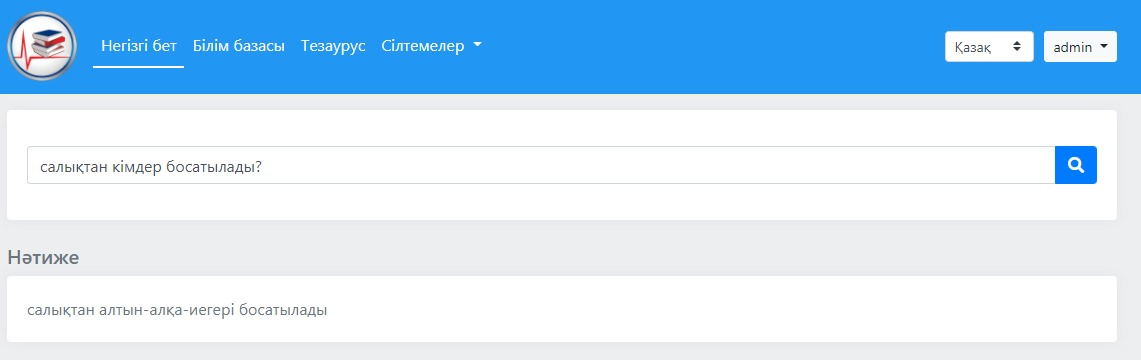 Негізгі бет Білім базасы Тезаурус Сілтемелер Қазақ admin
салықтан кімдер босатылады?
Нәтиже
салықтан алтын-алқа-иегері босатылады